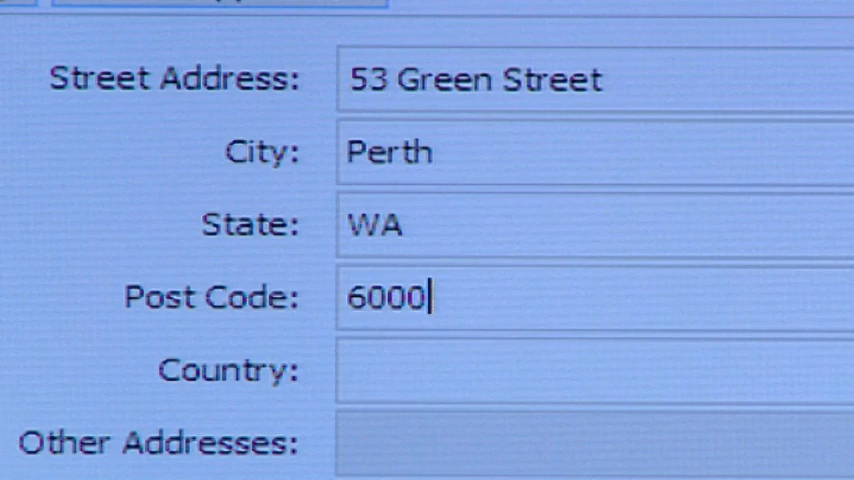 Street Address: 53 Green Street
City: Perth
State: WA
Post Code: 6000
Country:
Other Addresses: